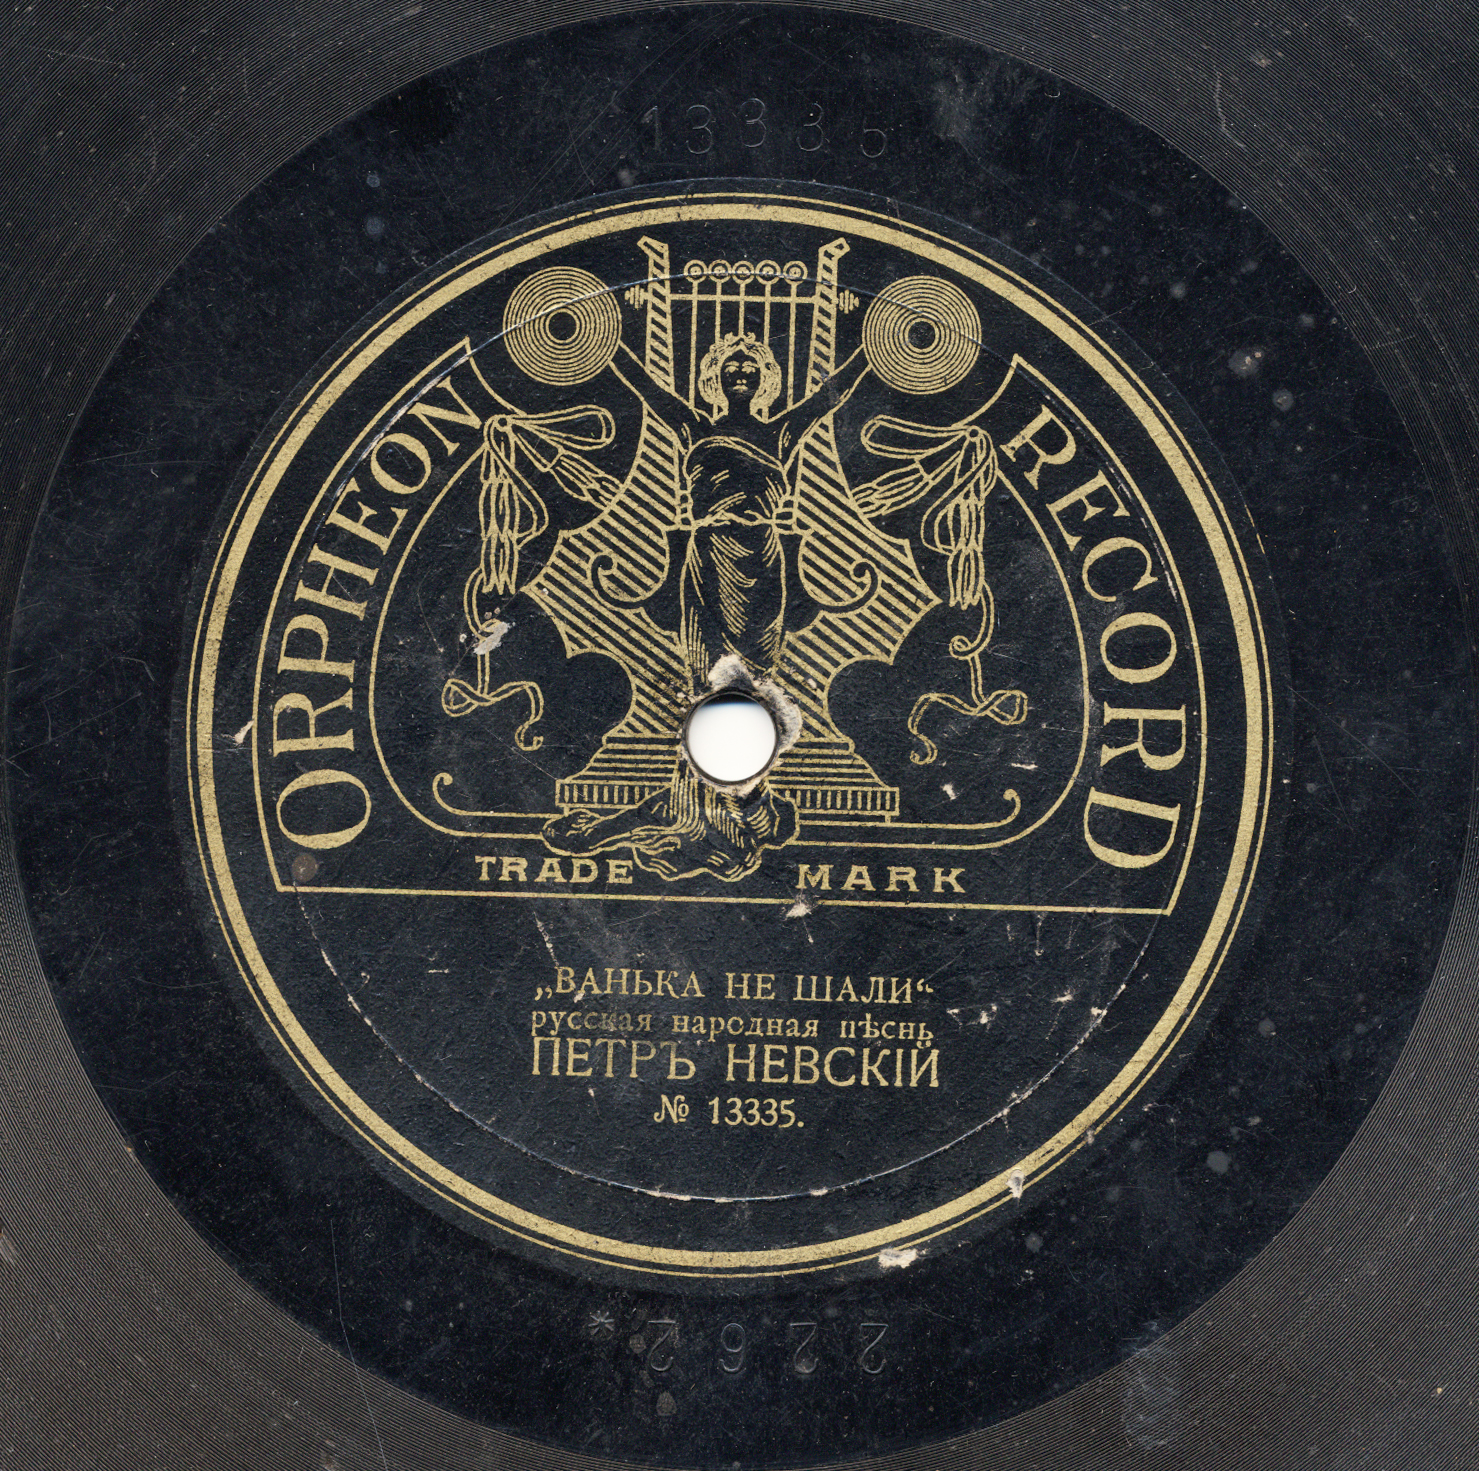 13335
ORPHEON RECORD
TRADE MARK
„ВАНЬКА НЕ ШАЛИ“
русская народная пѣснь
ПЕТРЪ НЕВСКІЙ
№ 13335.
2262*